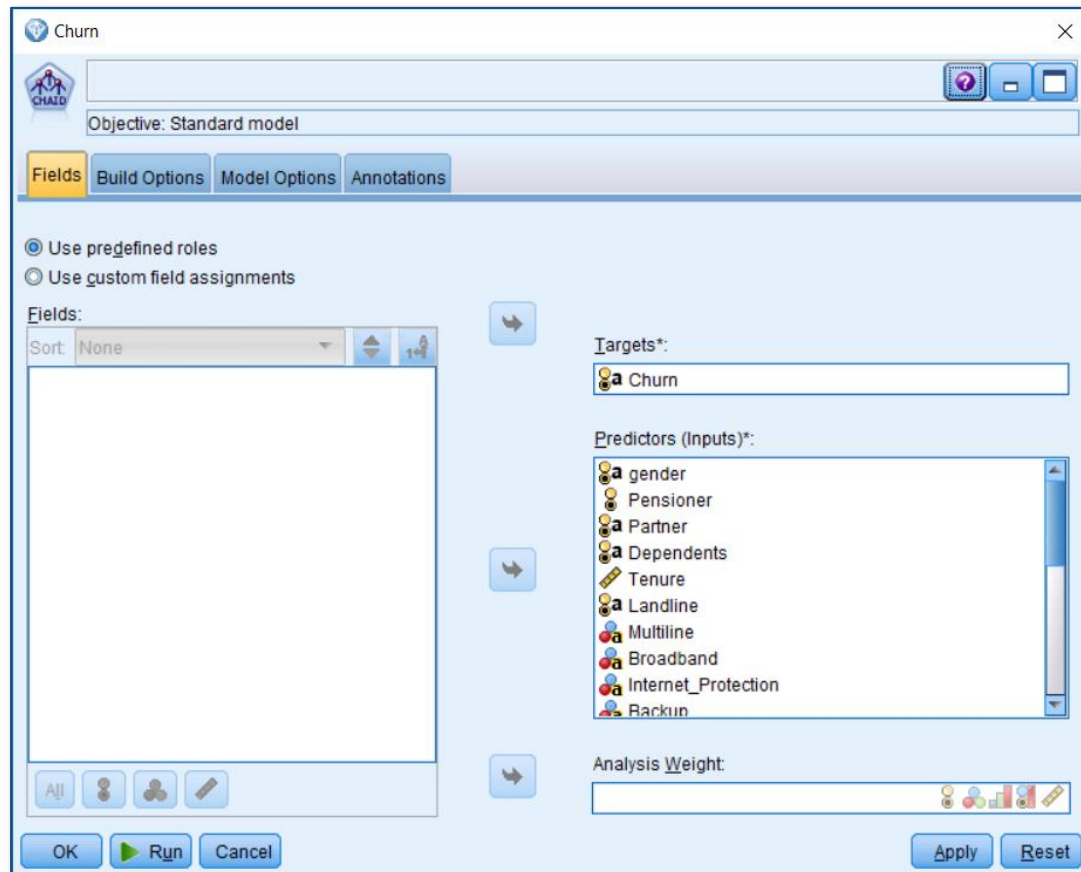 Churn
CHAID
Objective: Standard model
Fields Build Options Model Options Annotations
Use predefined roles
Use custom field assignments
Fields:
Sort: None
Targets*:
Churn
Predictors (Inputs)*:
gender
Pensioner
Partner
Dependents
Tenure
Landline
Multiline
Broadband
Internet_Protection
Backup
All
Analysis Weight:
OK Run Cancel Apply Reset